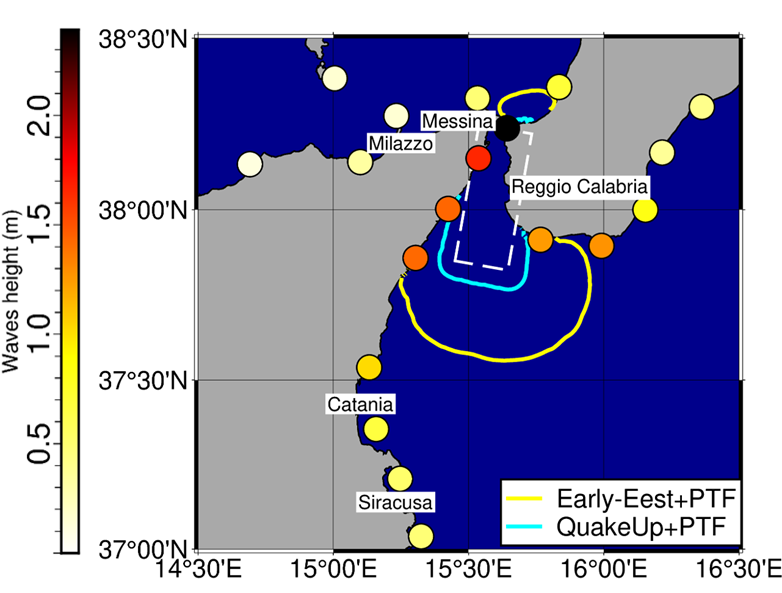 Waves height (m)
2.0
1.5
1.0
0.5
38°30'N
38°00'N
37°30'N
37°00'N
14°30'E
15°00'E
15°30'E
16°00'E
16°30'E
Messina
Milazzo
Reggio Calabria
Catania
Siracusa
Early-Eest+PTF
QuakeUp+PTF